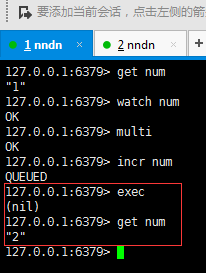 要添加当前会话，点击左侧的箭
1 nndn × 2 nndn ×
127.0.0.1:6379> get num
"1"
127.0.0.1:6379> watch num
OK
127.0.0.1:6379> multi
OK
127.0.0.1:6379> incr num
QUEUED
127.0.0.1:6379> exec
(nil)
127.0.0.1:6379> get num
"2"
127.0.0.1:6379>